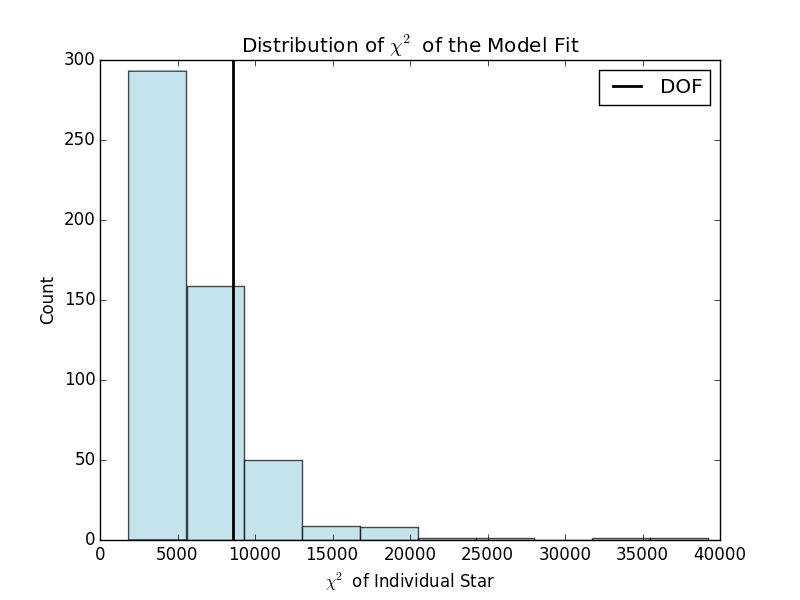 Distribution of χ² of the Model Fit
DOF
300
250
200
150
100
50
0
Count
0 5000 10000 15000 20000 25000 30000 35000 40000
χ² of Individual Star